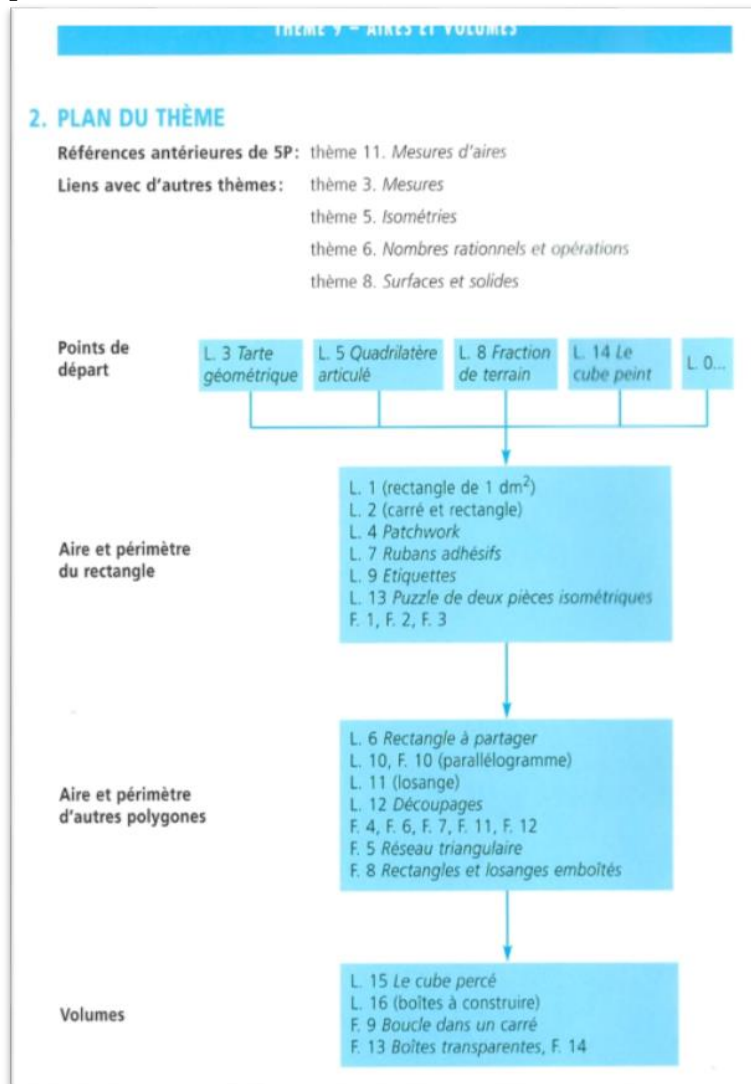 THÈME 9 – AIRES ET VOLUMES
2. PLAN DU THÈME
Références antérieures de 5P: thème 11. Mesures d'aires
Liens avec d'autres thèmes: thème 3. Mesures
thème 5. Isométries
thème 6. Nombres rationnels et opérations
thème 8. Surfaces et solides
Points de
départ
L. 3 Tarte
géométrique
L. 5 Quadrilatère
articulé
L. 8 Fraction
de terrain
L. 14 Le
cube peint
L. 0...
Aire et périmètre
du rectangle
L. 1 (rectangle de 1 dm²)
L. 2 (carré et rectangle)
L. 4 Patchwork
L. 7 Rubans adhésifs
L. 9 Etiquettes
L. 13 Puzzle de deux pièces isométriques
F. 1, F. 2, F. 3
Aire et périmètre
d'autres polygones
L. 6 Rectangle à partager
L. 10, F. 10 (parallélogramme)
L. 11 (losange)
L. 12 Découpages
F. 4, F. 6, F. 7, F. 11, F. 12
F. 5 Réseau triangulaire
F. 8 Rectangles et losanges emboîtés
Volumes
L. 15 Le cube percé
L. 16 (boîtes à construire)
F. 9 Boucle dans un carré
F. 13 Boîtes transparentes, F. 14